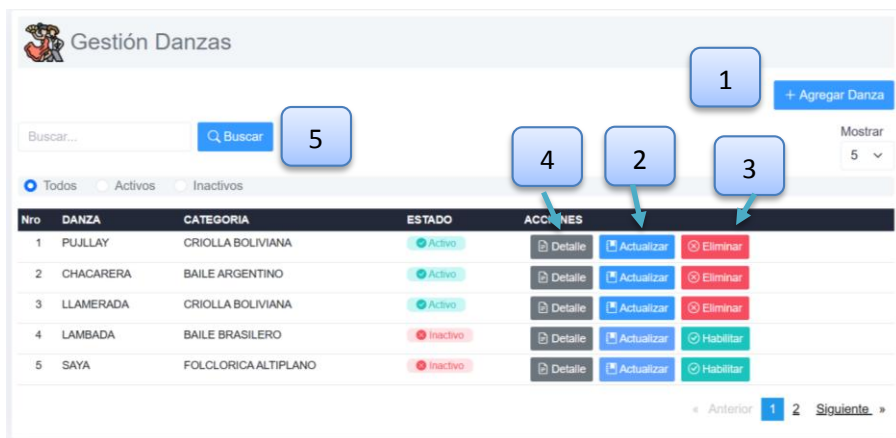 Gestión Danzas
1
+ Agregar Danza
Buscar...
Buscar
5
Mostrar
5
4
2
3
Todos Activos Inactivos
Nro DANZA CATEGORIA ESTADO ACCIONES
1 PUJLLAY CRIOLLA BOLIVIANA Activo Detalle Actualizar Eliminar
2 CHACARERA BAILE ARGENTINO Activo Detalle Actualizar Eliminar
3 LLAMERADA CRIOLLA BOLIVIANA Activo Detalle Actualizar Eliminar
4 LAMBADA BAILE BRASILERO Inactivo Detalle Actualizar Habilitar
5 SAYA FOLCLORICA ALTIPLANO Inactivo Detalle Actualizar Habilitar
« Anterior 1 2 Siguiente »